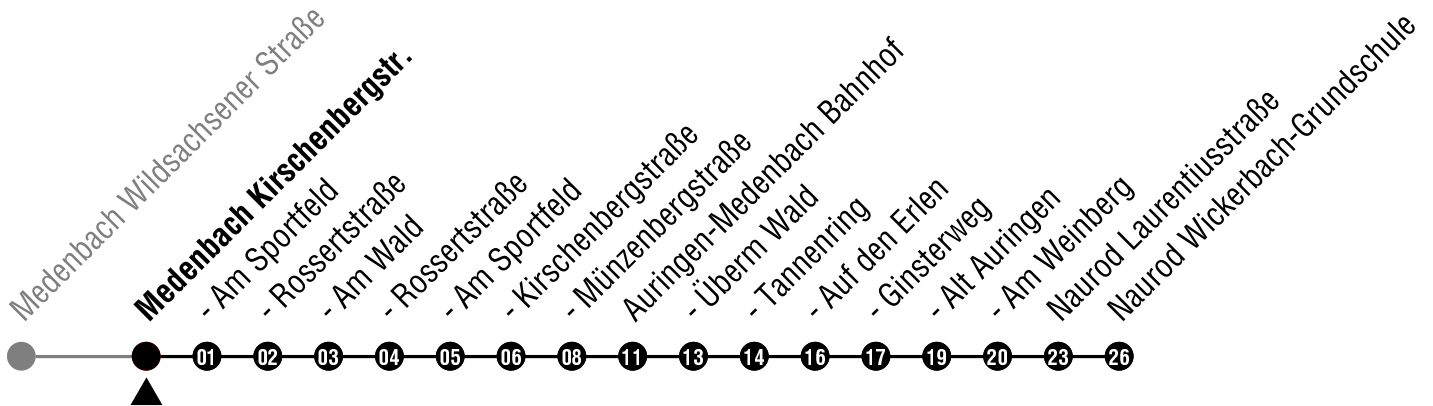 Medenbach Wildsachsener Straße
Medenbach Kirschenbergstr.
- Am Sportfeld
- Rossertstraße
- Am Wald
- Rossertstraße
- Am Sportfeld
- Kirschenbergstraße
- Münzenbergstraße
Auringen-Medenbach Bahnhof
- Überm Wald
- Tannenring
- Auf den Erlen
- Ginsterweg
- Alt Auringen
- Am Weinberg
Naurod Laurentiusstraße
Naurod Wickerbach-Grundschule
01 02 03 04 05 06 08 11 13 14 16 17 19 20 23 26